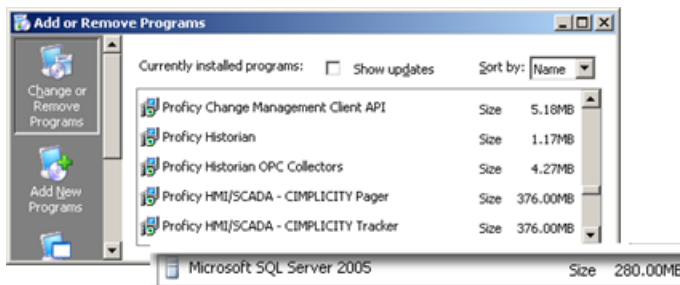 Add or Remove Programs
Currently installed programs: Show updates Sort by: Name
Change or
Remove
Programs
Proficy Change Management Client API Size 5.18MB
Proficy Historian Size 1.17MB
Proficy Historian OPC Collectors Size 4.27MB
Add New
Programs
Proficy HMI/SCADA - CIMPLICITY Pager Size 376.00MB
Proficy HMI/SCADA - CIMPLICITY Tracker Size 376.00MB
Microsoft SQL Server 2005 Size 280.00MB